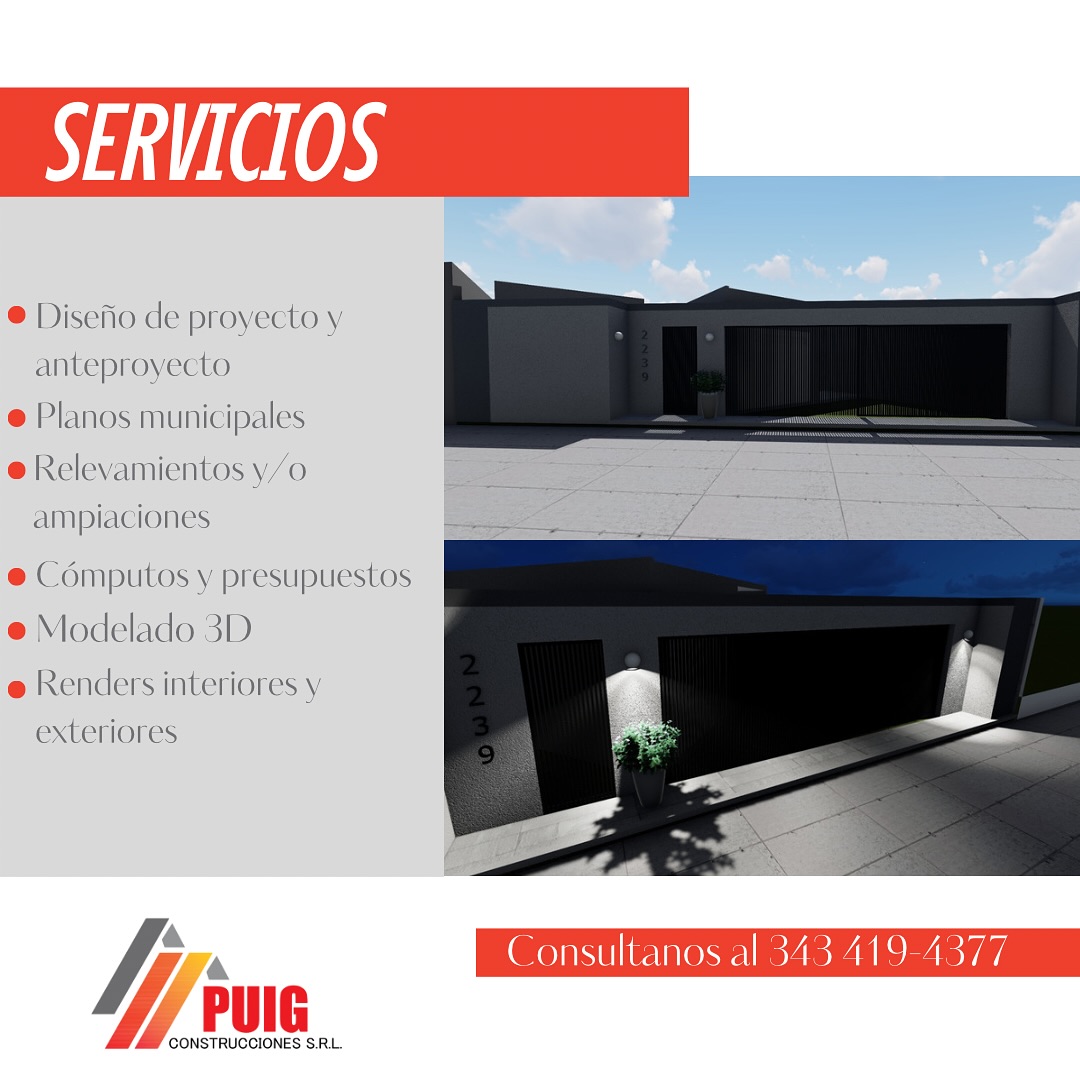 SERVICIOS
Diseño de proyecto y
anteproyecto
Planos municipales
Relevamientos y/o
ampiaciones
Cómputos y presupuestos
Modelado 3D
Renders interiores y
exteriores
2
2
3
9
2
2
3
9
Consultanos al 343 419-4377
PUIG
CONSTRUCCIONES S.R.L.